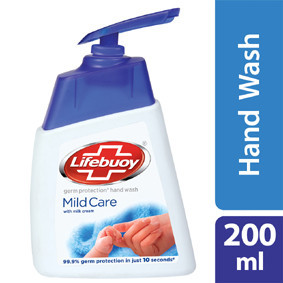 Lifebuoy
germ protection* hand wash
Mild Care
with milk cream
99.9% germ protection in just 10 seconds*
Hand Wash
200
ml